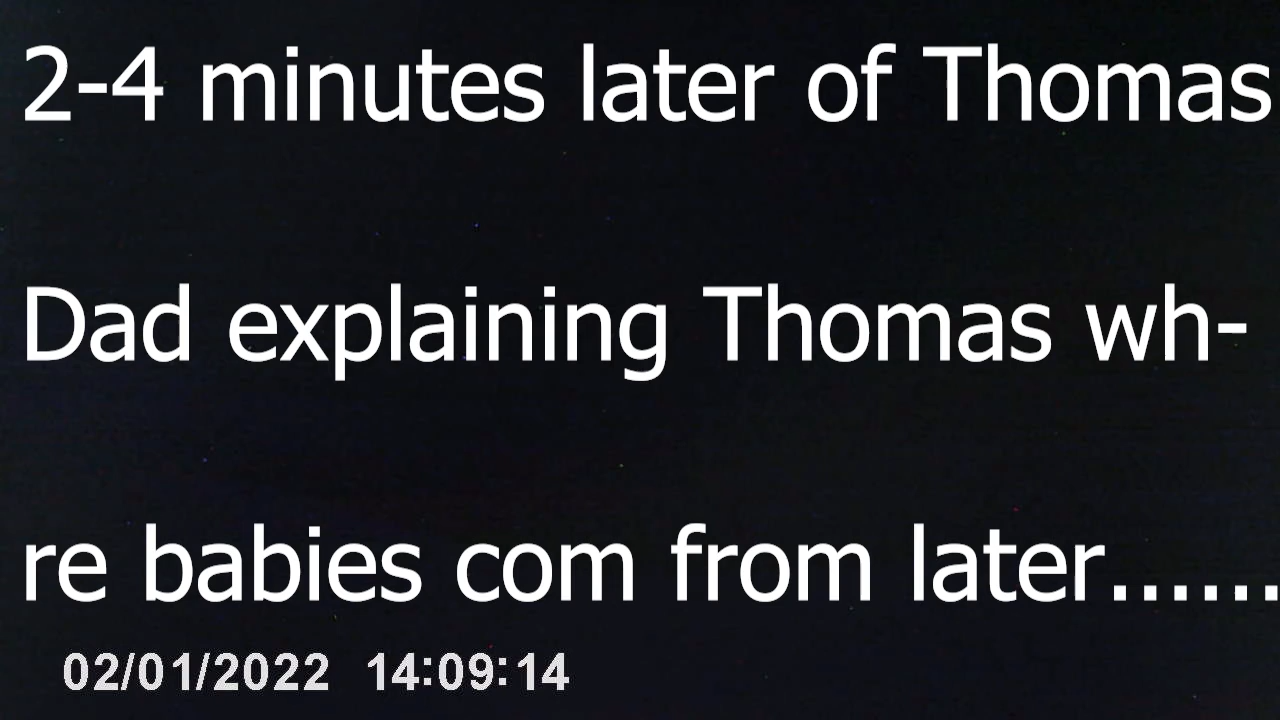 2-4 minutes later of Thomas
Dad explaining Thomas wh-
re babies com from later......
02/01/2022 14:09:14